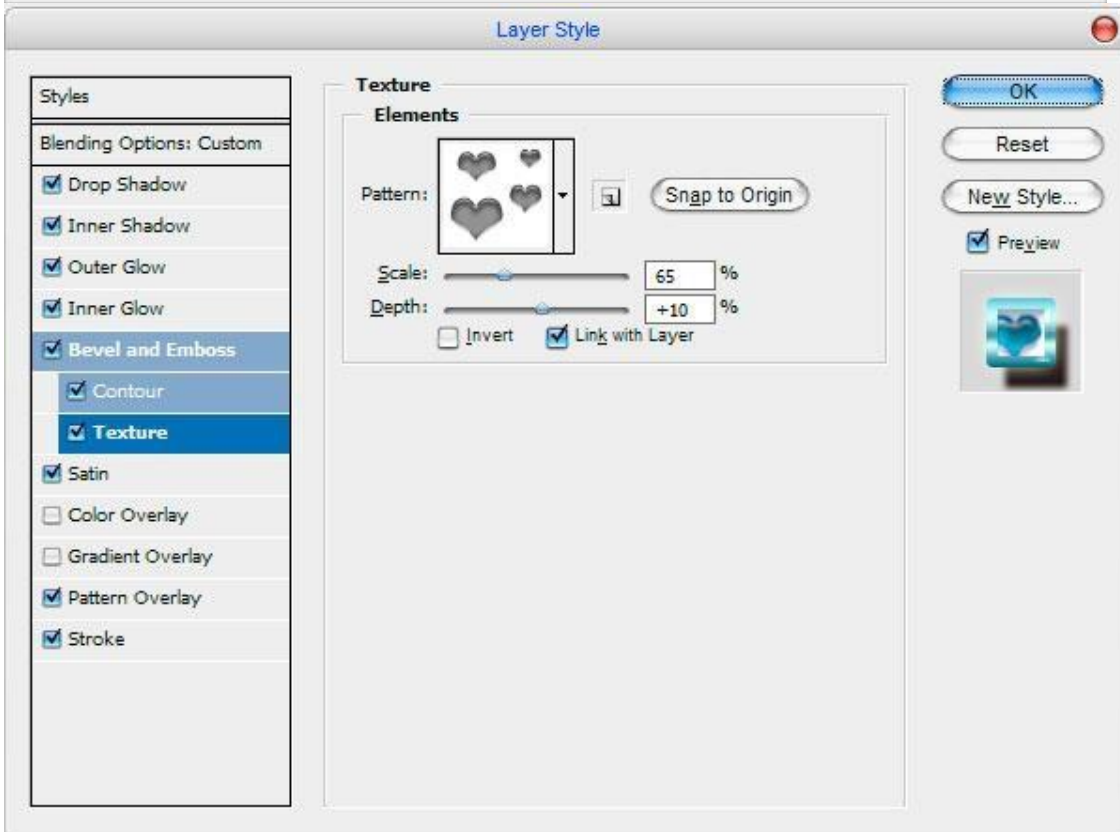 Layer Style
Styles
Blending Options: Custom
Drop Shadow
Inner Shadow
Outer Glow
Inner Glow
Bevel and Emboss
Contour
Texture
Satin
Color Overlay
Gradient Overlay
Pattern Overlay
Stroke
Texture
Elements
Pattern:
Snap to Origin
Scale: 65 %
Depth: +10 %
Invert Link with Layer
OK
Reset
New Style...
Preview